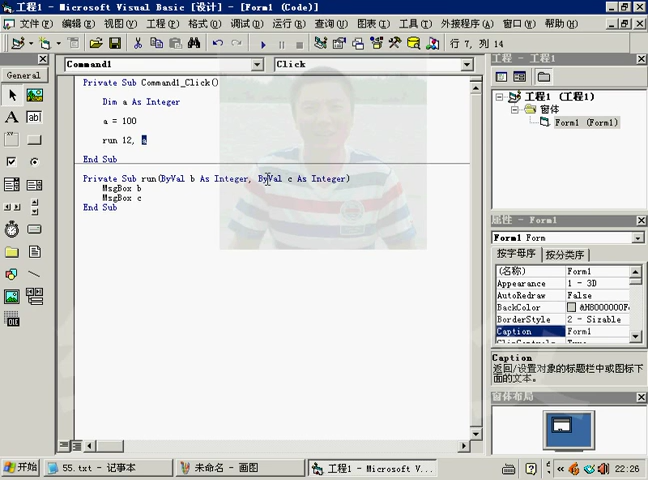 工程1 - Microsoft Visual Basic [设计] - [Form1 (Code)]
文件(F) 编辑(E) 视图(V) 工程(P) 格式(O) 调试(D) 运行(R) 查询(U) 图表(I) 工具(T) 外接程序(A) 窗口(W) 帮助(H)
行 7, 列 14
General
Command1
Click
Private Sub Command1_Click()
Dim a As Integer
a = 100
run 12, a
End Sub
Private Sub run(ByVal b As Integer, ByVal c As Integer)
MsgBox b
MsgBox c
End Sub
工程 - 工程1
工程1 (工程1)
窗体
Form1 (Form1)
属性 - Form1
Form1 Form
按字母序 按分类序
(名称) Form1
Appearance 1 - 3D
AutoRedraw False
BackColor &H8000000F&
BorderStyle 2 - Sizable
Caption Form1
ClipControls True
Caption
返回/设置对象的标题栏中或图标下
面的文本。
窗体布局
开始
55.txt - 记事本
未命名 - 画图
工程1 - Microsoft V...
22:26